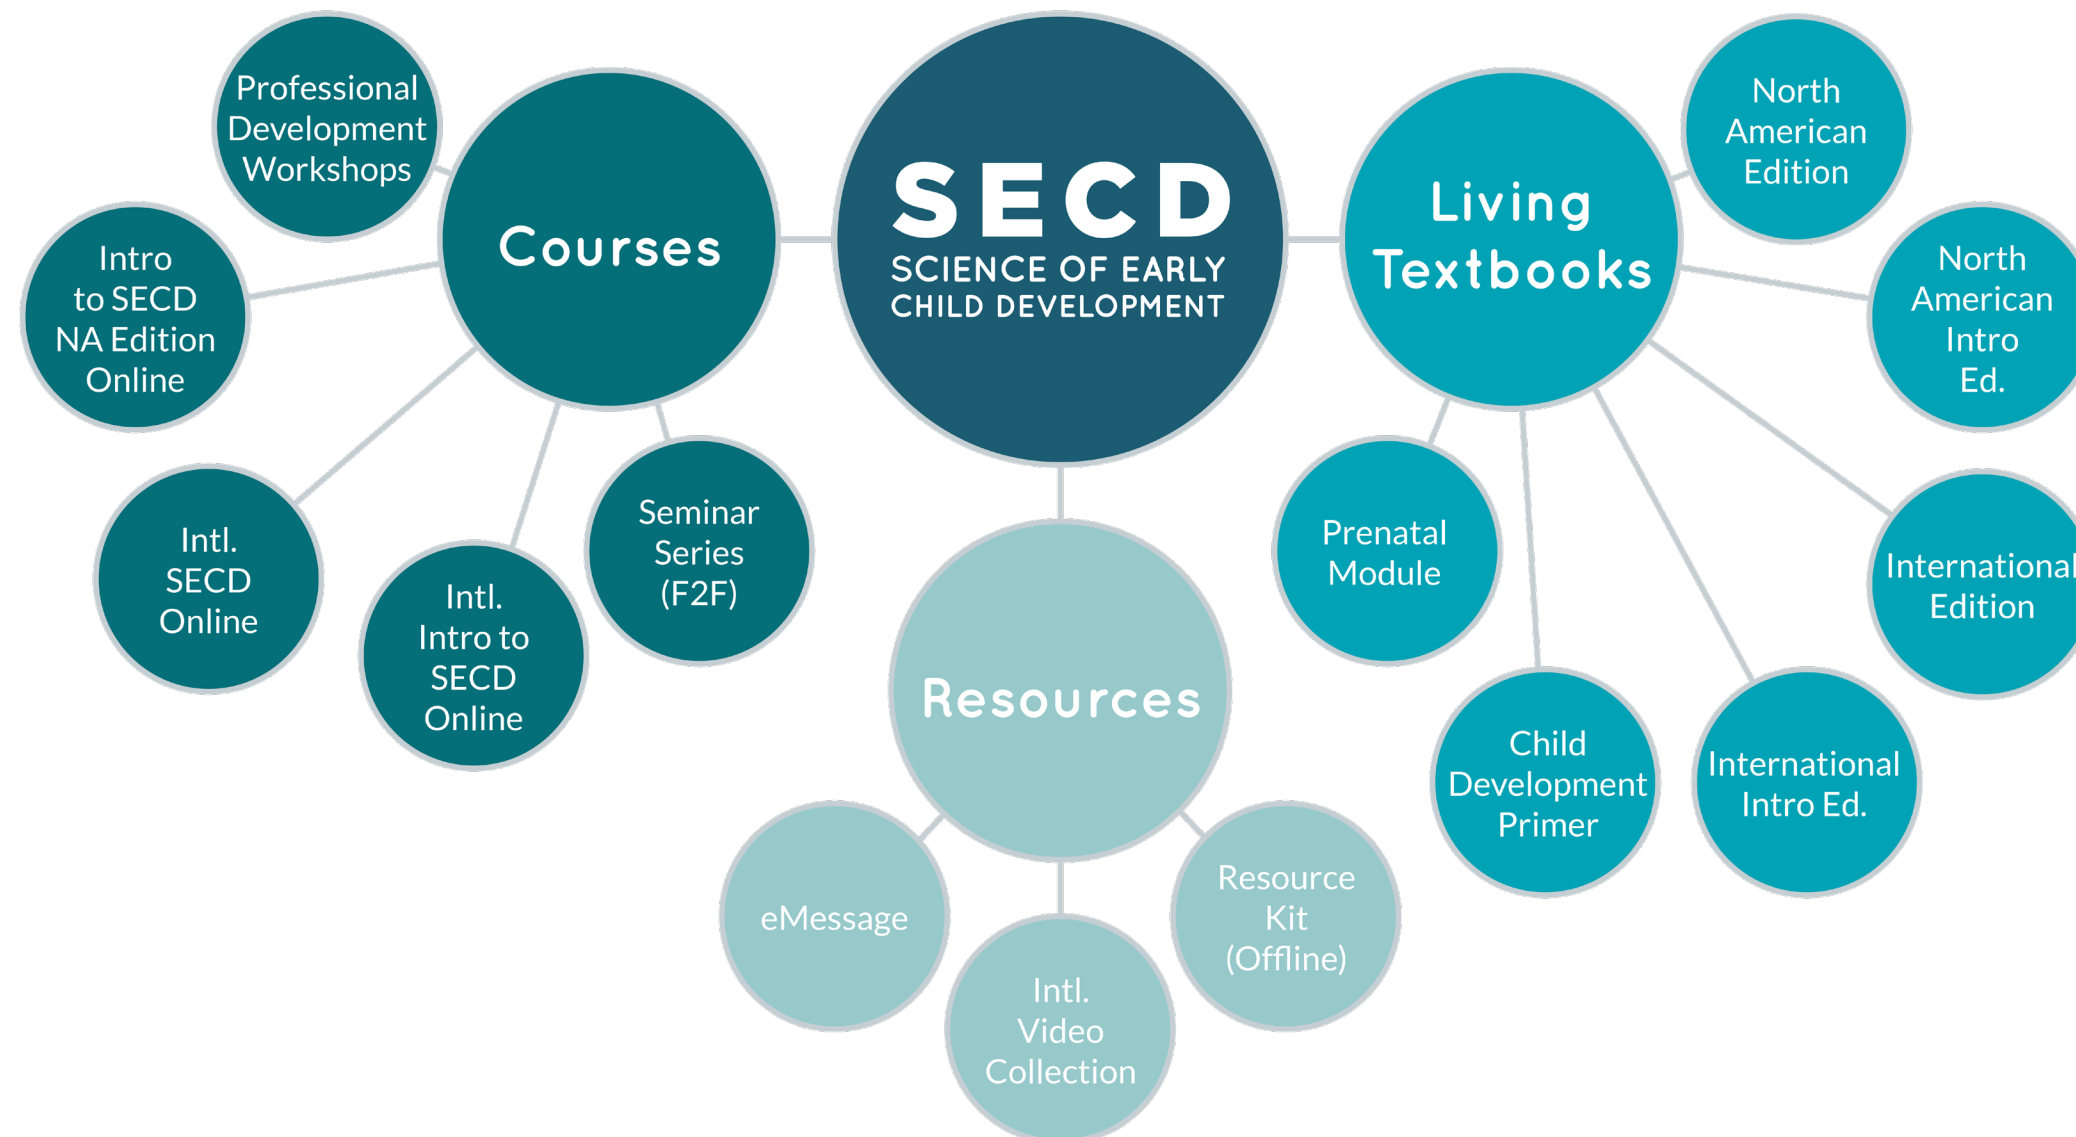 SECD
SCIENCE OF EARLY
CHILD DEVELOPMENT
Courses
Professional
Development
Workshops
Intro
to SECD
NA Edition
Online
Intl.
SECD
Online
Intl.
Intro to
SECD
Online
Seminar
Series
(F2F)
Resources
eMessage
Intl.
Video
Collection
Resource
Kit
(Offline)
Living
Textbooks
North
American
Edition
North
American
Intro
Ed.
International
Edition
International
Intro Ed.
Child
Development
Primer
Prenatal
Module